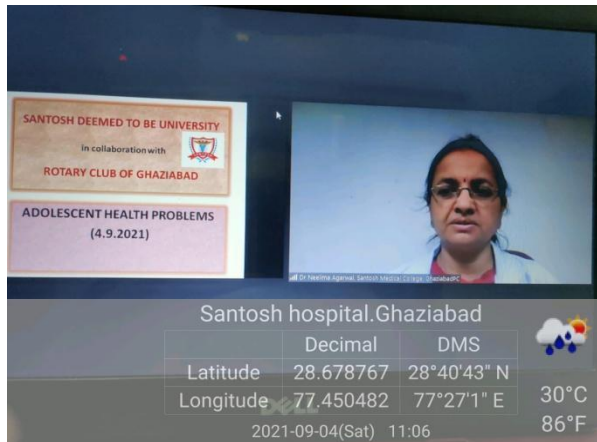 SANTOSH DEEMED TO BE UNIVERSITY
in collaboration with
ROTARY CLUB OF GHAZIABAD
ADOLESCENT HEALTH PROBLEMS
(4.9.2021)
Dr Neelima Agarwal, Santosh Medical College, Ghaziabad
Santosh hospital.Ghaziabad
Decimal DMS
Latitude 28.678767 28°40'43" N
Longitude 77.450482 77°27'1" E
DELL
30°C
2021-09-04(Sat) 11:06
86°F